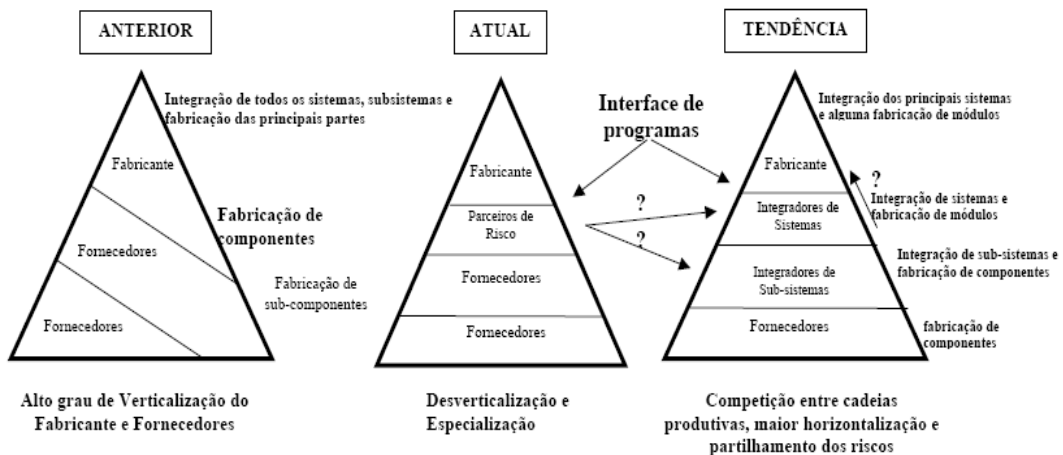 ANTERIOR
Integração de todos os sistemas, subsistemas e
fabricação das principais partes
Fabricante
Fabricação de
componentes
Fornecedores
Fabricação de
sub-componentes
Fornecedores
Alto grau de Verticalização do
Fabricante e Fornecedores
ATUAL
Interface de
programas
Fabricante
Parceiros de
Risco
?
?
Fornecedores
Fornecedores
Desverticalização e
Especialização
TENDÊNCIA
Integração dos principais sistemas
e alguma fabricação de módulos
Fabricante
?
Integração de sistemas e
fabricação de módulos
Integradores de
Sistemas
Integração de sub-sistemas e
fabricação de componentes
Integradores de
Sub-sistemas
Fornecedores
fabricação de
componentes
Competição entre cadeias
produtivas, maior horizontalização e
partilhamento dos riscos